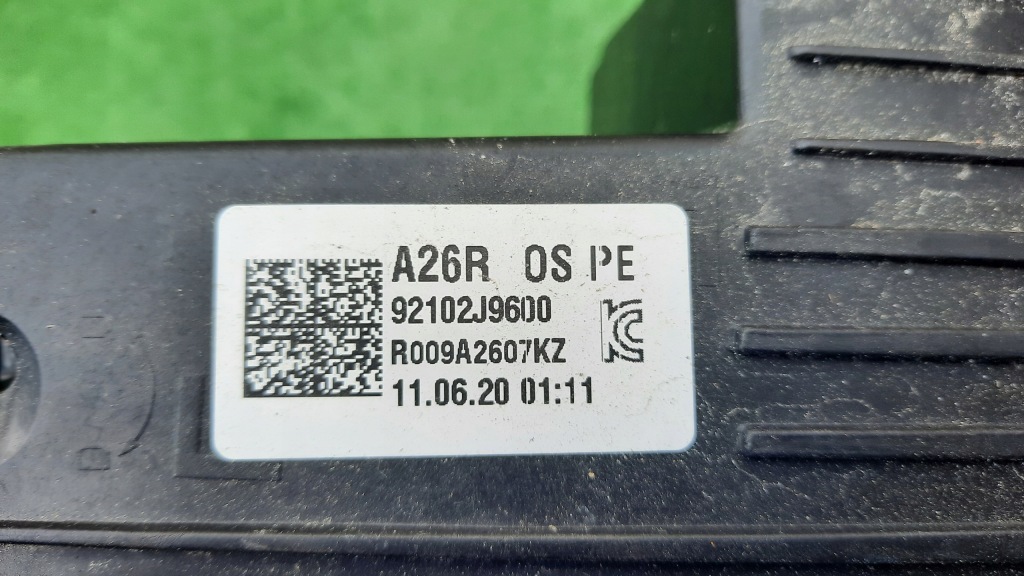 A26R OS PE
92102J9600
R009A2607KZ
11.06.20 01:11